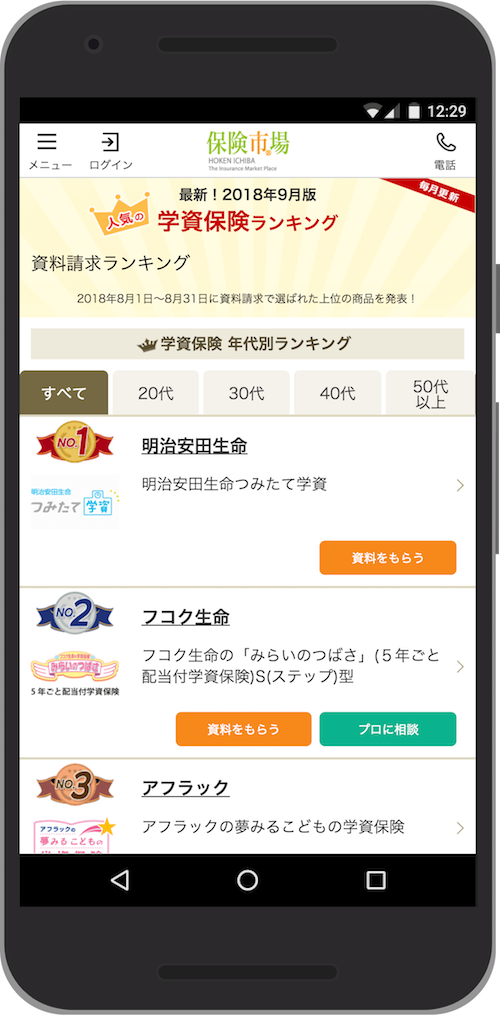 12:29
メニュー
ログイン
保険市場
HOKEN ICHIBA
The Insurance Market Place
電話
毎月更新
最新！2018年9月版
人気の
学資保険ランキング
資料請求ランキング
2018年8月1日～8月31日に資料請求で選ばれた上位の商品を発表！
学資保険 年代別ランキング
すべて
20代
30代
40代
50代
以上
NO.1
明治安田生命
明治安田生命
つみたて学資
明治安田生命つみたて学資
資料をもらう
NO.2
フコク生命
みらいのつばさ
5年ごと配当付学資保険
フコク生命の「みらいのつばさ」(５年ごと
配当付学資保険)S(ステップ)型
資料をもらう
プロに相談
NO.3
アフラック
アフラックの
夢みるこどもの
アフラックの夢みるこどもの学資保険